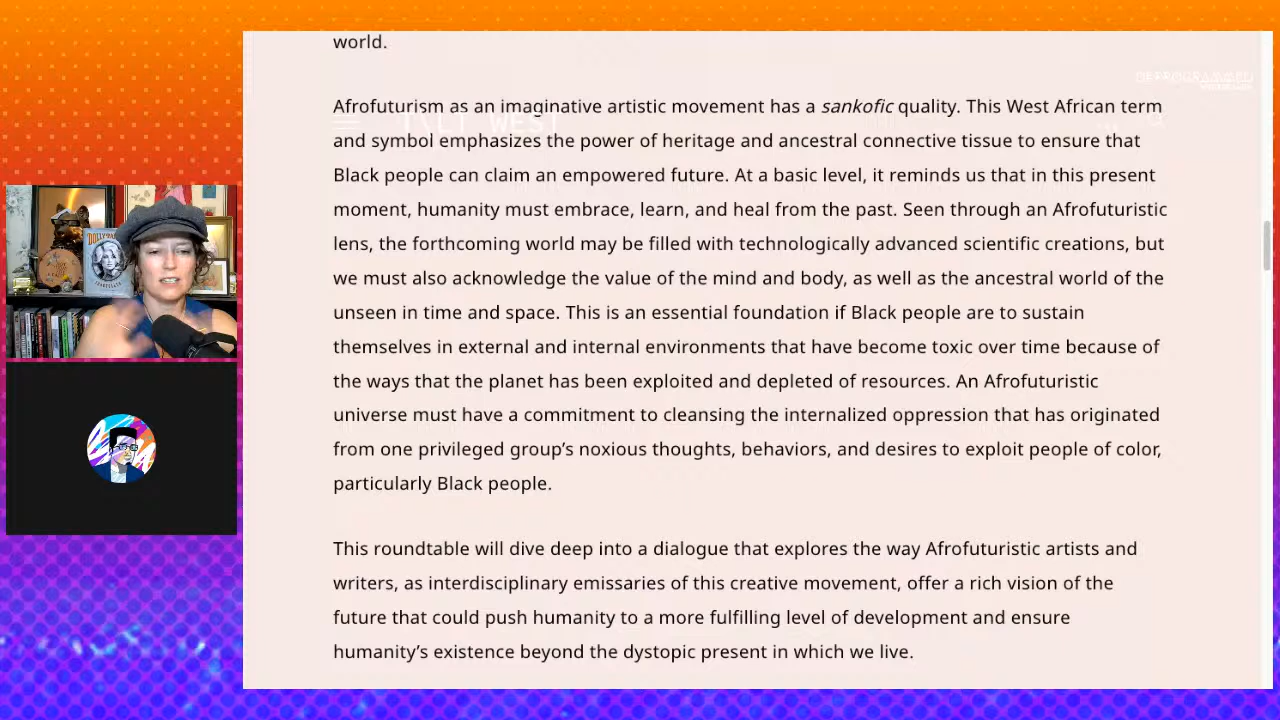 world.
DEPROGRAMMED
Afrofuturism as an imaginative artistic movement has a sankofic quality. This West African term
and symbol emphasizes the power of heritage and ancestral connective tissue to ensure that
Black people can claim an empowered future. At a basic level, it reminds us that in this present
moment, humanity must embrace, learn, and heal from the past. Seen through an Afrofuturistic
lens, the forthcoming world may be filled with technologically advanced scientific creations, but
we must also acknowledge the value of the mind and body, as well as the ancestral world of the
unseen in time and space. This is an essential foundation if Black people are to sustain
themselves in external and internal environments that have become toxic over time because of
the ways that the planet has been exploited and depleted of resources. An Afrofuturistic
universe must have a commitment to cleansing the internalized oppression that has originated
from one privileged group’s noxious thoughts, behaviors, and desires to exploit people of color,
particularly Black people.
This roundtable will dive deep into a dialogue that explores the way Afrofuturistic artists and
writers, as interdisciplinary emissaries of this creative movement, offer a rich vision of the
future that could push humanity to a more fulfilling level of development and ensure
humanity’s existence beyond the dystopic present in which we live.